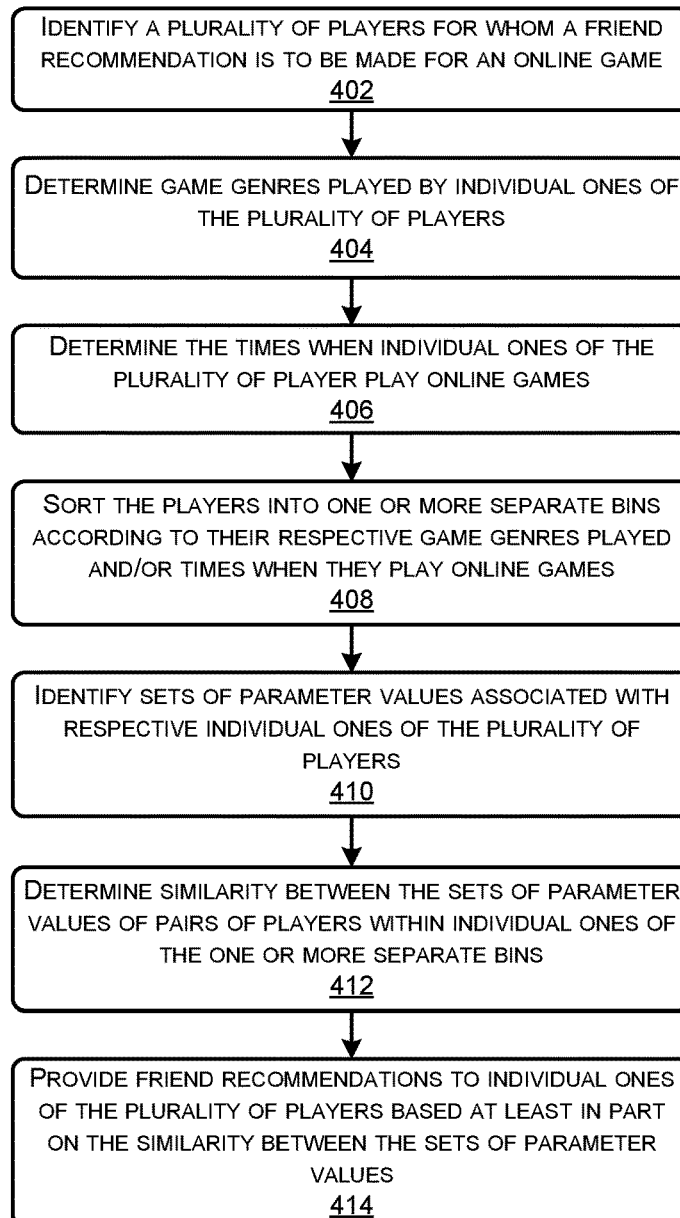 IDENTIFY A PLURALITY OF PLAYERS FOR WHOM A FRIEND
RECOMMENDATION IS TO BE MADE FOR AN ONLINE GAME
402
DETERMINE GAME GENRES PLAYED BY INDIVIDUAL ONES OF
THE PLURALITY OF PLAYERS
404
DETERMINE THE TIMES WHEN INDIVIDUAL ONES OF THE
PLURALITY OF PLAYER PLAY ONLINE GAMES
406
SORT THE PLAYERS INTO ONE OR MORE SEPARATE BINS
ACCORDING TO THEIR RESPECTIVE GAME GENRES PLAYED
AND/OR TIMES WHEN THEY PLAY ONLINE GAMES
408
IDENTIFY SETS OF PARAMETER VALUES ASSOCIATED WITH
RESPECTIVE INDIVIDUAL ONES OF THE PLURALITY OF
PLAYERS
410
DETERMINE SIMILARITY BETWEEN THE SETS OF PARAMETER
VALUES OF PAIRS OF PLAYERS WITHIN INDIVIDUAL ONES OF
THE ONE OR MORE SEPARATE BINS
412
PROVIDE FRIEND RECOMMENDATIONS TO INDIVIDUAL ONES
OF THE PLURALITY OF PLAYERS BASED AT LEAST IN PART
ON THE SIMILARITY BETWEEN THE SETS OF PARAMETER
VALUES
414